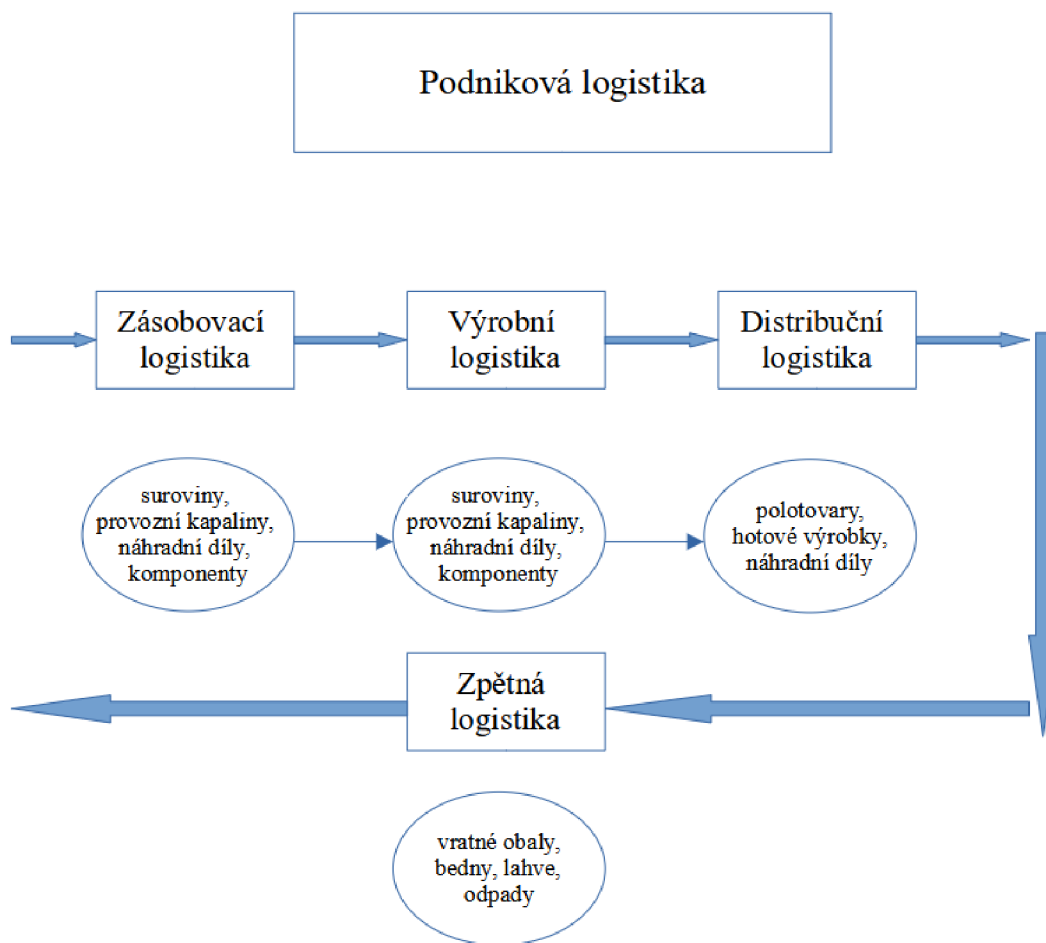 Podniková logistika
Zásobovací
logistika
Výrobní
logistika
Distribuční
logistika
suroviny,
provozní kapaliny,
náhradní díly,
komponenty
suroviny,
provozní kapaliny,
náhradní díly,
komponenty
polotovary,
hotové výrobky,
náhradní díly
Zpětná
logistika
vratné obaly,
bedny, lahve,
odpady